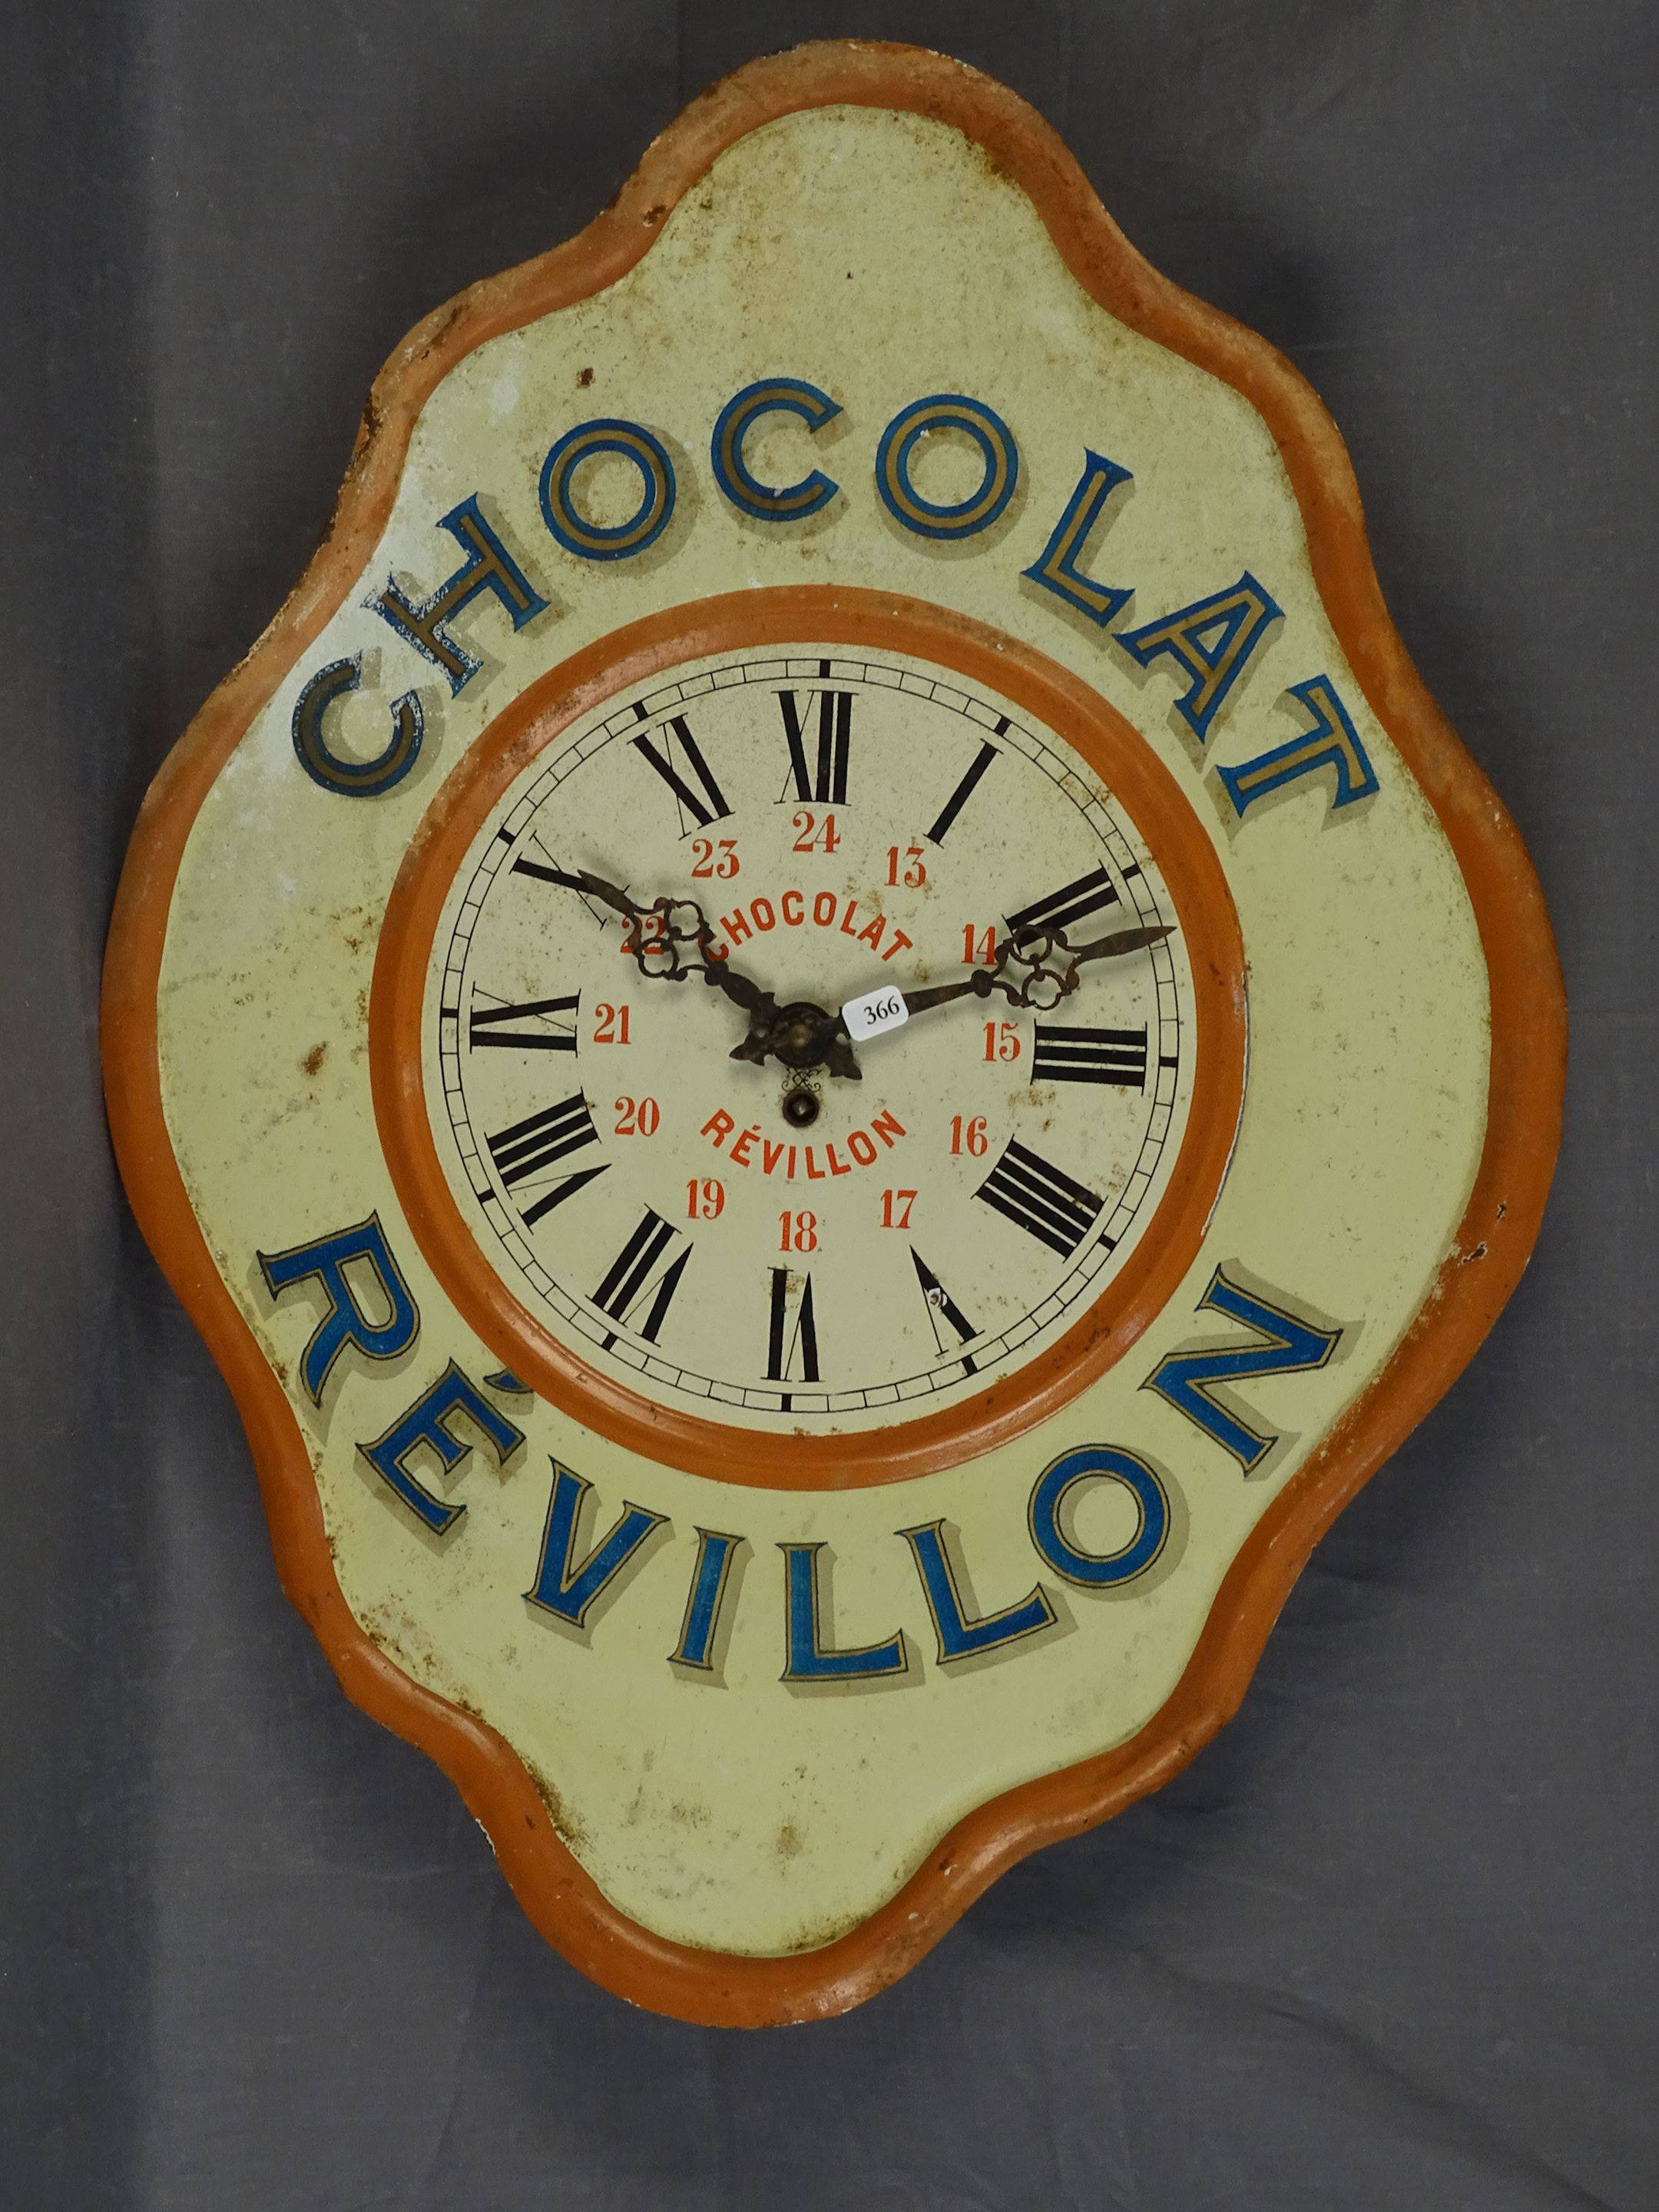 CHOCOLAT
XII
XI
I
24
23
13
X
II
CHOCOLAT
22
14
366
IX
21
15
III
20
16
VIII
RÉVILLON
IIII
19
17
18
VII
VI
V
RÉVILLON